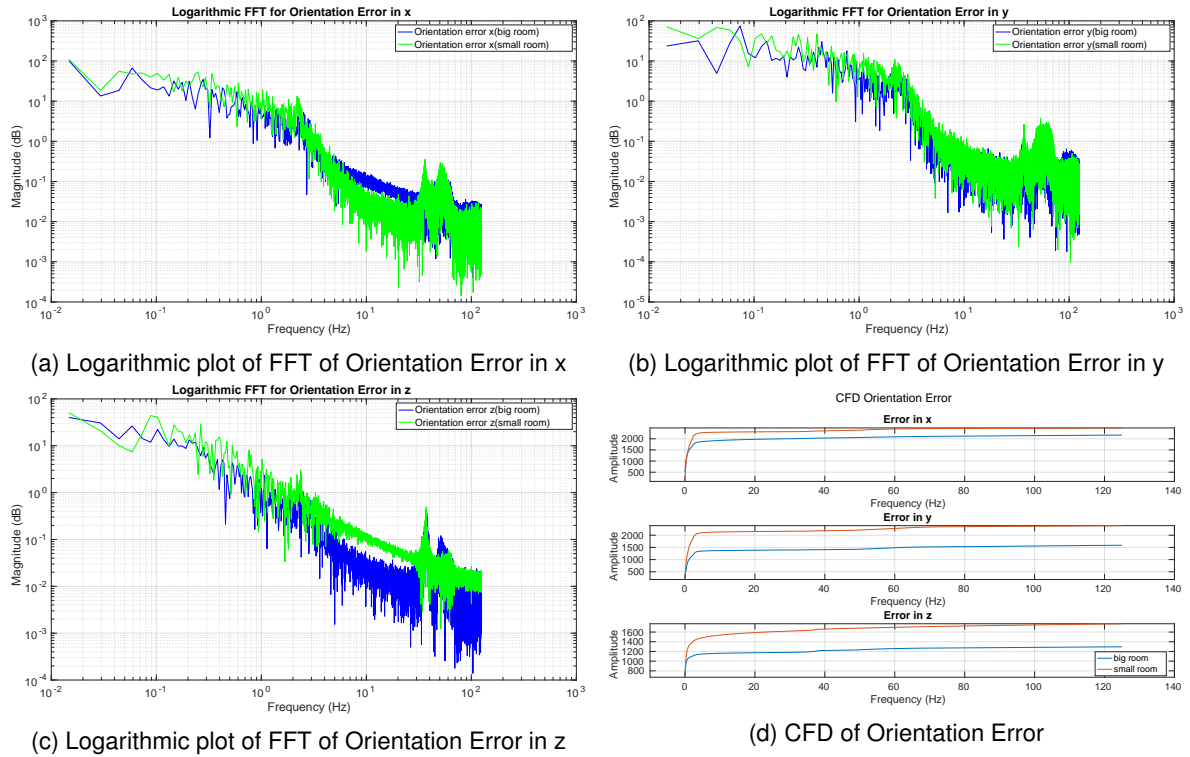 Logarithmic FFT for Orientation Error in x
Orientation error x(big room)
Orientation error x(small room)
Magnitude (dB)
10^3
10^2
10^1
10^0
10^-1
10^-2
10^-3
10^-4
10^-2 10^-1 10^0 10^1 10^2 10^3
Frequency (Hz)
(a) Logarithmic plot of FFT of Orientation Error in x
Logarithmic FFT for Orientation Error in y
Orientation error y(big room)
Orientation error y(small room)
Magnitude (dB)
10^2
10^1
10^0
10^-1
10^-2
10^-3
10^-4
10^-5
10^-2 10^-1 10^0 10^1 10^2 10^3
Frequency (Hz)
(b) Logarithmic plot of FFT of Orientation Error in y
Logarithmic FFT for Orientation Error in z
Orientation error z(big room)
Orientation error z(small room)
Magnitude (dB)
10^2
10^1
10^0
10^-1
10^-2
10^-3
10^-4
10^-2 10^-1 10^0 10^1 10^2 10^3
Frequency (Hz)
(c) Logarithmic plot of FFT of Orientation Error in z
CFD Orientation Error
Error in x
Amplitude
2000
1500
1000
500
0 20 40 60 80 100 120 140
Frequency (Hz)
Error in y
Amplitude
2000
1500
1000
500
0 20 40 60 80 100 120 140
Frequency (Hz)
Error in z
Amplitude
1600
1400
1200
1000
800
big room
small room
0 20 40 60 80 100 120 140
Frequency (Hz)
(d) CFD of Orientation Error